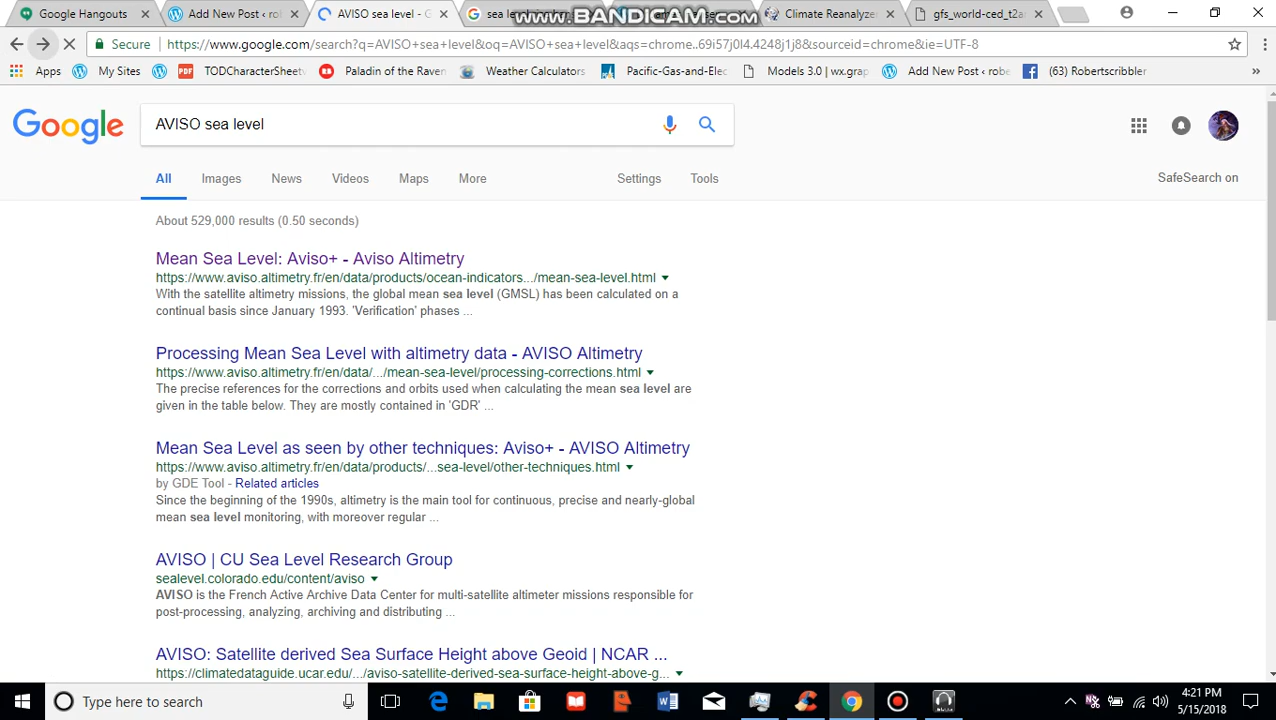 Google Hangouts
Add New Post ‹ rob
AVISO sea level - G
www.BANDICAM.com
Climate Reanalyze
gfs_world-ced_t2a
Secure
https://www.google.com/search?q=AVISO+sea+level&oq=AVISO+sea+level&aqs=chrome..69i57j0l4.4248j1j8&sourceid=chrome&ie=UTF-8
Apps
My Sites
PDF
TODCharacterSheet
Paladin of the Raven
Weather Calculators
Pacific-Gas-and-Elec
Models 3.0 | wx.grap
Add New Post ‹ robe
(63) Robertscribbler
Google
AVISO sea level
All
Images
News
Videos
Maps
More
Settings
Tools
SafeSearch on
About 529,000 results (0.50 seconds)
Mean Sea Level: Aviso+ - Aviso Altimetry
https://www.aviso.altimetry.fr/en/data/products/ocean-indicators.../mean-sea-level.html
With the satellite altimetry missions, the global mean sea level (GMSL) has been calculated on a
continual basis since January 1993. 'Verification' phases ...
Processing Mean Sea Level with altimetry data - AVISO Altimetry
https://www.aviso.altimetry.fr/en/data/.../mean-sea-level/processing-corrections.html
The precise references for the corrections and orbits used when calculating the mean sea level are
given in the table below. They are mostly contained in 'GDR' ...
Mean Sea Level as seen by other techniques: Aviso+ - AVISO Altimetry
https://www.aviso.altimetry.fr/en/data/products/...sea-level/other-techniques.html
by GDE Tool - Related articles
Since the beginning of the 1990s, altimetry is the main tool for continuous, precise and nearly-global
mean sea level monitoring, with moreover regular ...
AVISO | CU Sea Level Research Group
sealevel.colorado.edu/content/aviso
AVISO is the French Active Archive Data Center for multi-satellite altimeter missions responsible for
post-processing, analyzing, archiving and distributing ...
AVISO: Satellite derived Sea Surface Height above Geoid | NCAR ...
https://climatedataguide.ucar.edu/.../aviso-satellite-derived-sea-surface-height-above-g...
Type here to search
4:21 PM
5/15/2018